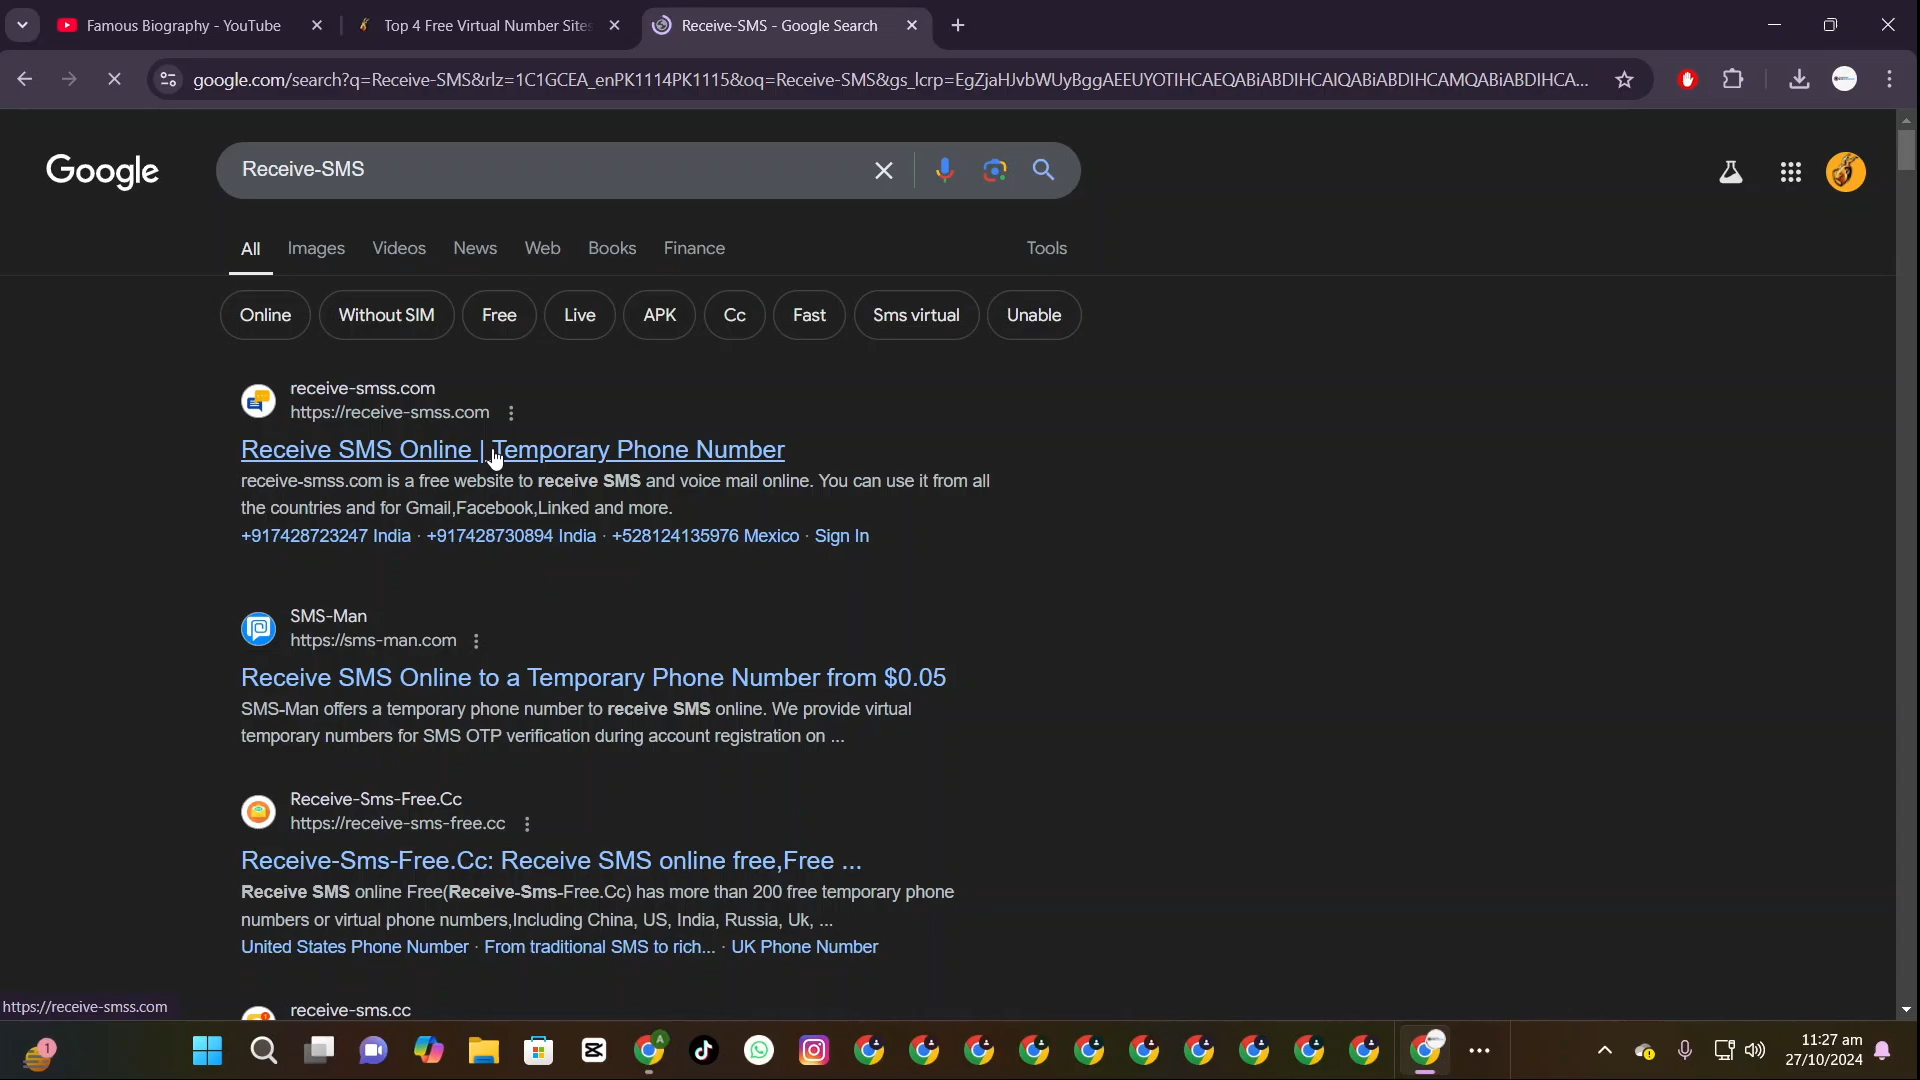 Famous Biography - YouTube
Top 4 Free Virtual Number Sites
Receive-SMS - Google Search
google.com/search?q=Receive-SMS&rlz=1C1GCEA_enPK1114PK1115&oq=Receive-SMS&gs_lcrp=EgZjaHJvbWUyBggAEEUYOTIHCAEQABiABDIHCAIQABiABDIHCAMQABiABDIHCA...
Google
Receive-SMS
All Images Videos News Web Books Finance Tools
Online Without SIM Free Live APK Cc Fast Sms virtual Unable
receive-smss.com
https://receive-smss.com
Receive SMS Online | Temporary Phone Number
receive-smss.com is a free website to receive SMS and voice mail online. You can use it from all
the countries and for Gmail,Facebook,Linked and more.
+917428723247 India · +917428730894 India · +528124135976 Mexico · Sign In
SMS-Man
https://sms-man.com
Receive SMS Online to a Temporary Phone Number from $0.05
SMS-Man offers a temporary phone number to receive SMS online. We provide virtual
temporary numbers for SMS OTP verification during account registration on ...
Receive-Sms-Free.Cc
https://receive-sms-free.cc
Receive-Sms-Free.Cc: Receive SMS online free,Free ...
Receive SMS online Free(Receive-Sms-Free.Cc) has more than 200 free temporary phone
numbers or virtual phone numbers,Including China, US, India, Russia, Uk, ...
United States Phone Number · From traditional SMS to rich... · UK Phone Number
receive-sms.cc
https://receive-smss.com
1
A
11:27 am
27/10/2024